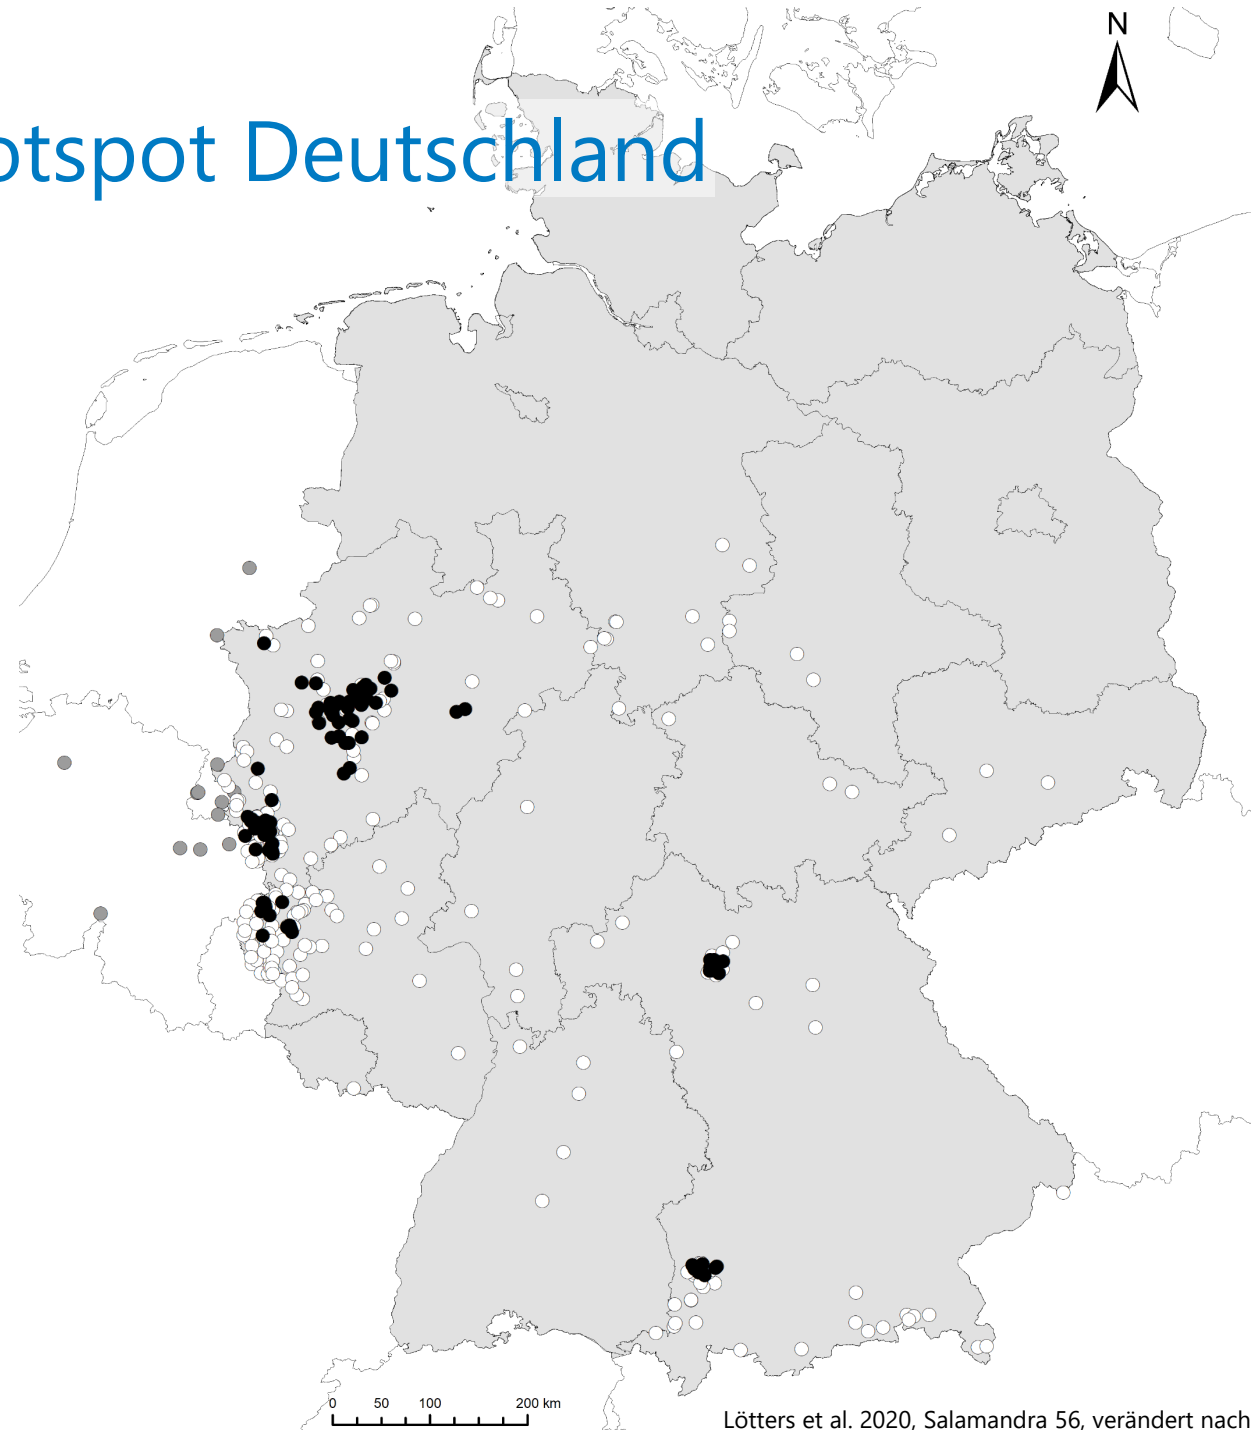 N
otspot Deutschland
0 50 100 200 km
Lötters et al. 2020, Salamandra 56, verändert nach